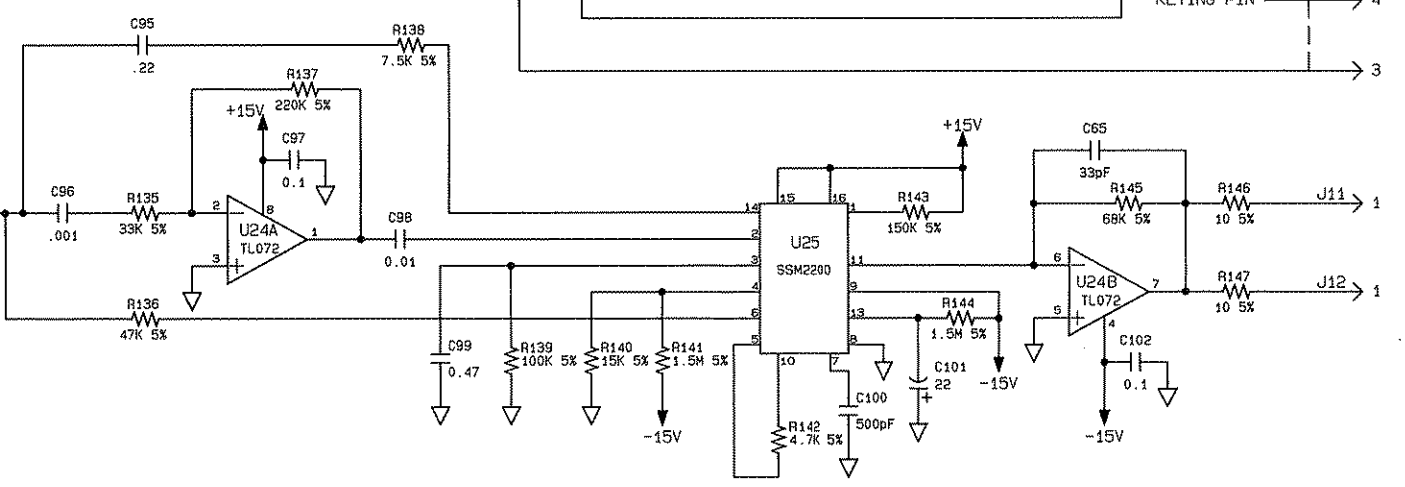 KEYING PIN
4
3
C95
.22
R138
7.5K 5%
R137
220K 5%
+15V
C97
0.1
C96
.001
R135
33K 5%
2
8
U24A
TL072
3
1
C98
0.01
R136
47K 5%
C99
0.47
R139
100K 5%
R140
15K 5%
R141
1.5M 5%
-15V
15
16
14
2
3
4
6
5
10
7
1
11
9
13
8
U25
SSM2200
R142
4.7K 5%
C100
500pF
+15V
R143
150K 5%
R144
1.5M 5%
C101
22
+
-15V
C65
33pF
R145
68K 5%
6
5
7
4
U24B
TL072
C102
0.1
-15V
R146
10 5%
J11
1
R147
10 5%
J12
1